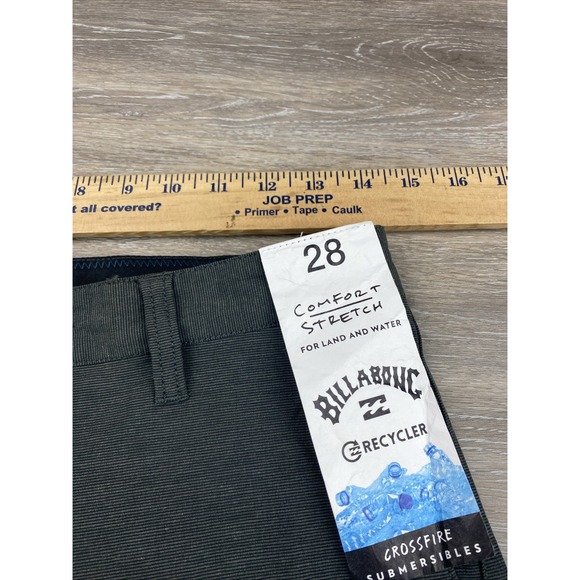 8 9 10 11 12 13 14 15 16 17
t all covered?
JOB PREP
• Primer • Tape • Caulk
28
COMFORT
STRETCH
FOR LAND AND WATER
BILLABONG
RECYCLER
CROSSFIRE
SUBMERSIBLES